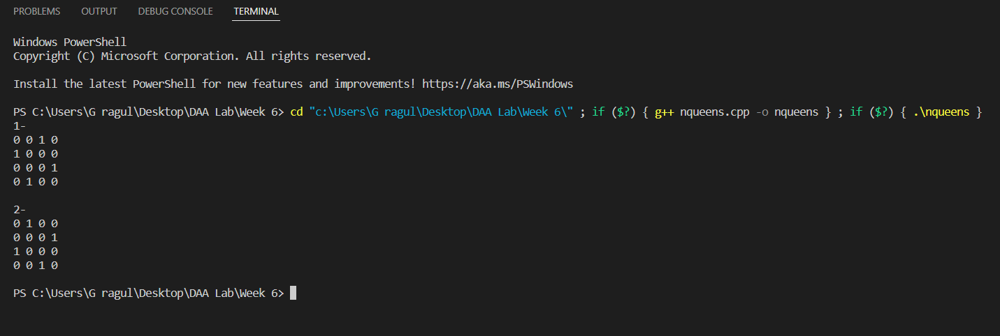 PROBLEMS OUTPUT DEBUG CONSOLE TERMINAL
Windows PowerShell
Copyright (C) Microsoft Corporation. All rights reserved.
Install the latest PowerShell for new features and improvements! https://aka.ms/PSWindows
PS C:\Users\G ragul\Desktop\DAA Lab\Week 6> cd "c:\Users\G ragul\Desktop\DAA Lab\Week 6\" ; if ($?) { g++ nqueens.cpp -o nqueens } ; if ($?) { .\nqueens }
1-
0 0 1 0
1 0 0 0
0 0 0 1
0 1 0 0
2-
0 1 0 0
0 0 0 1
1 0 0 0
0 0 1 0
PS C:\Users\G ragul\Desktop\DAA Lab\Week 6>